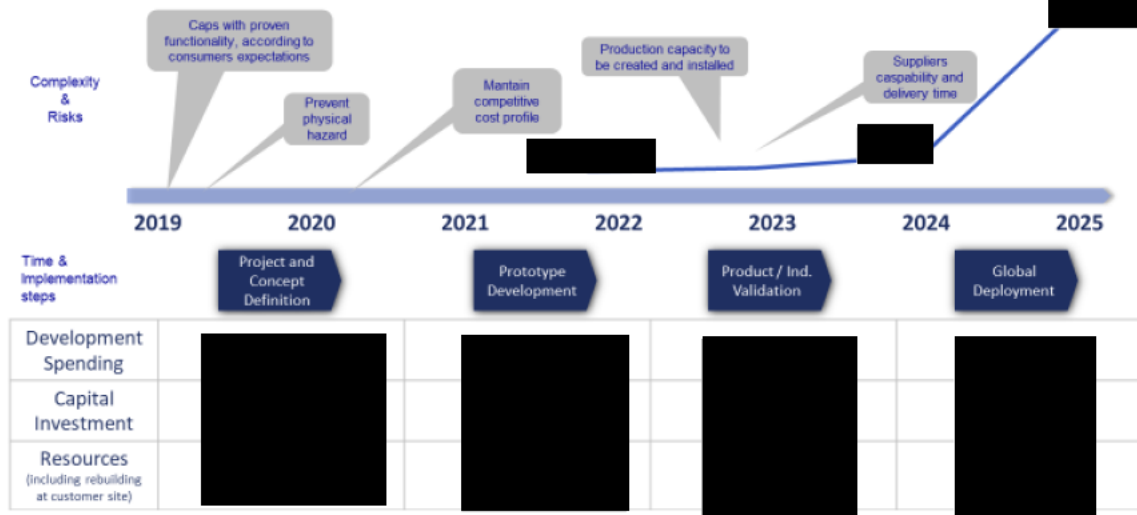 Caps with proven
functionality, according to
consumers expectations
Production capacity to
be created and installed
Suppliers
caspability and
delivery time
Complexity
&
Risks
Prevent
physical
hazard
Mantain
competitive
cost profile
2019 2020 2021 2022 2023 2024 2025
Time &
Implementation
steps
Project and
Concept
Definition
Prototype
Development
Product / Ind.
Validation
Global
Deployment
Development
Spending
Capital
Investment
Resources
(including rebuilding
at customer site)